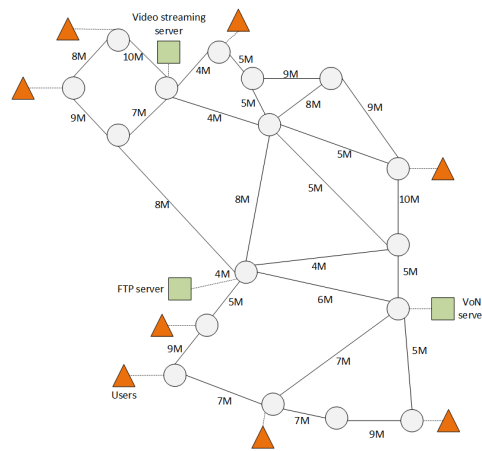 Video streaming
server
8M
10M
4M
5M
9M
5M
8M
9M
9M
7M
4M
5M
5M
10M
8M
8M
4M
4M
5M
FTP server
5M
6M
VoN
serve
9M
7M
5M
Users
7M
7M
9M